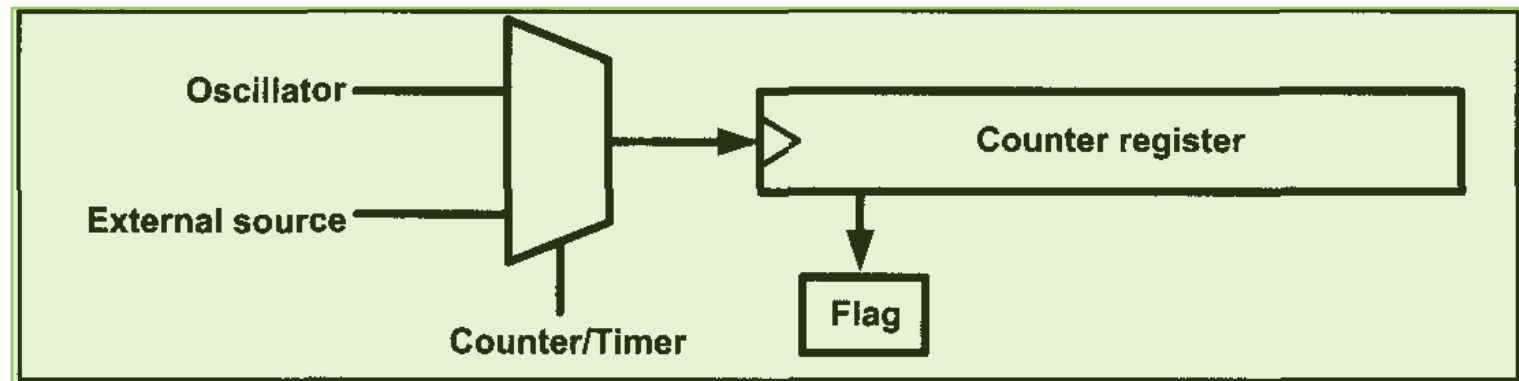 Oscillator
Counter register
External source
Flag
Counter/Timer